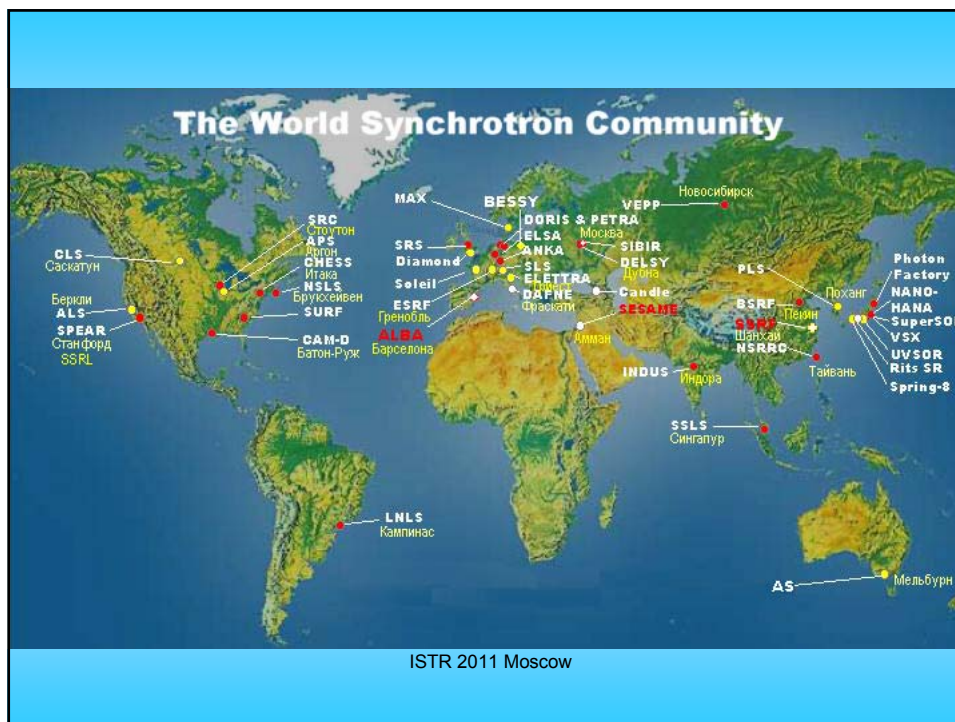 The World Synchrotron Community
Новосибирск
MAX
BESSY
VEPP
DORIS & PETRA
SRC
Стоутон
ELSA
Москва
APS
Аргон
SRS
ANKA
SIBIR
CLS
CHESS
Diamond
SLS
DELSY
Photon
Саскатун
Итака
Дубна
PLS
Factory
NSLS
Soleil
ELETTRA
Поханг
NANO-
Беркли
Брукхейвен
ESRF
DAFNE
Candle
BSRF
HANA
ALS
SURF
Гренобль
Фраскати
SESAME
Пекин
SuperSOR
SPEAR
SSRF
VSX
Станфорд
CAM-D
ALBA
Амман
Шанхай
UVSOR
SSRL
Батон-Руж
Барселона
NSRRC
Rits SR
INDUS
Индора
Тайвань
Spring-8
SSLS
Сингапур
LNLS
Кампинас
AS
Мельбурн
ISTR 2011 Moscow